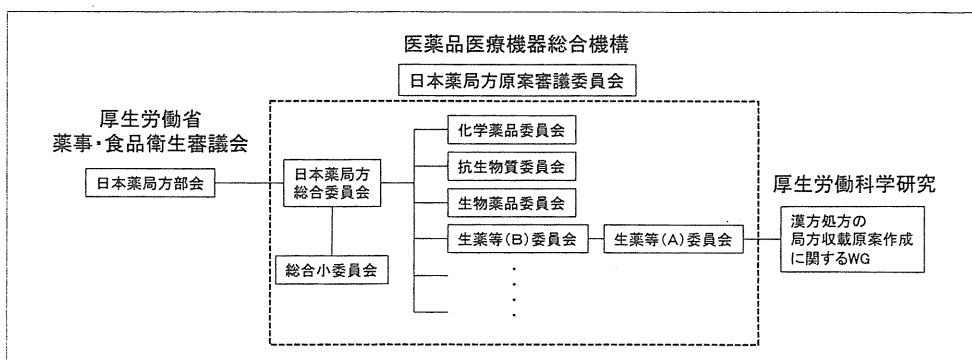 医薬品医療機器総合機構
日本薬局方原案審議委員会
厚生労働省
薬事・食品衛生審議会
日本薬局方部会
日本薬局方
総合委員会
総合小委員会
化学薬品委員会
抗生物質委員会
生物薬品委員会
生薬等(B)委員会
生薬等(A)委員会
厚生労働科学研究
漢方処方の
局方収載原案作成
に関するWG